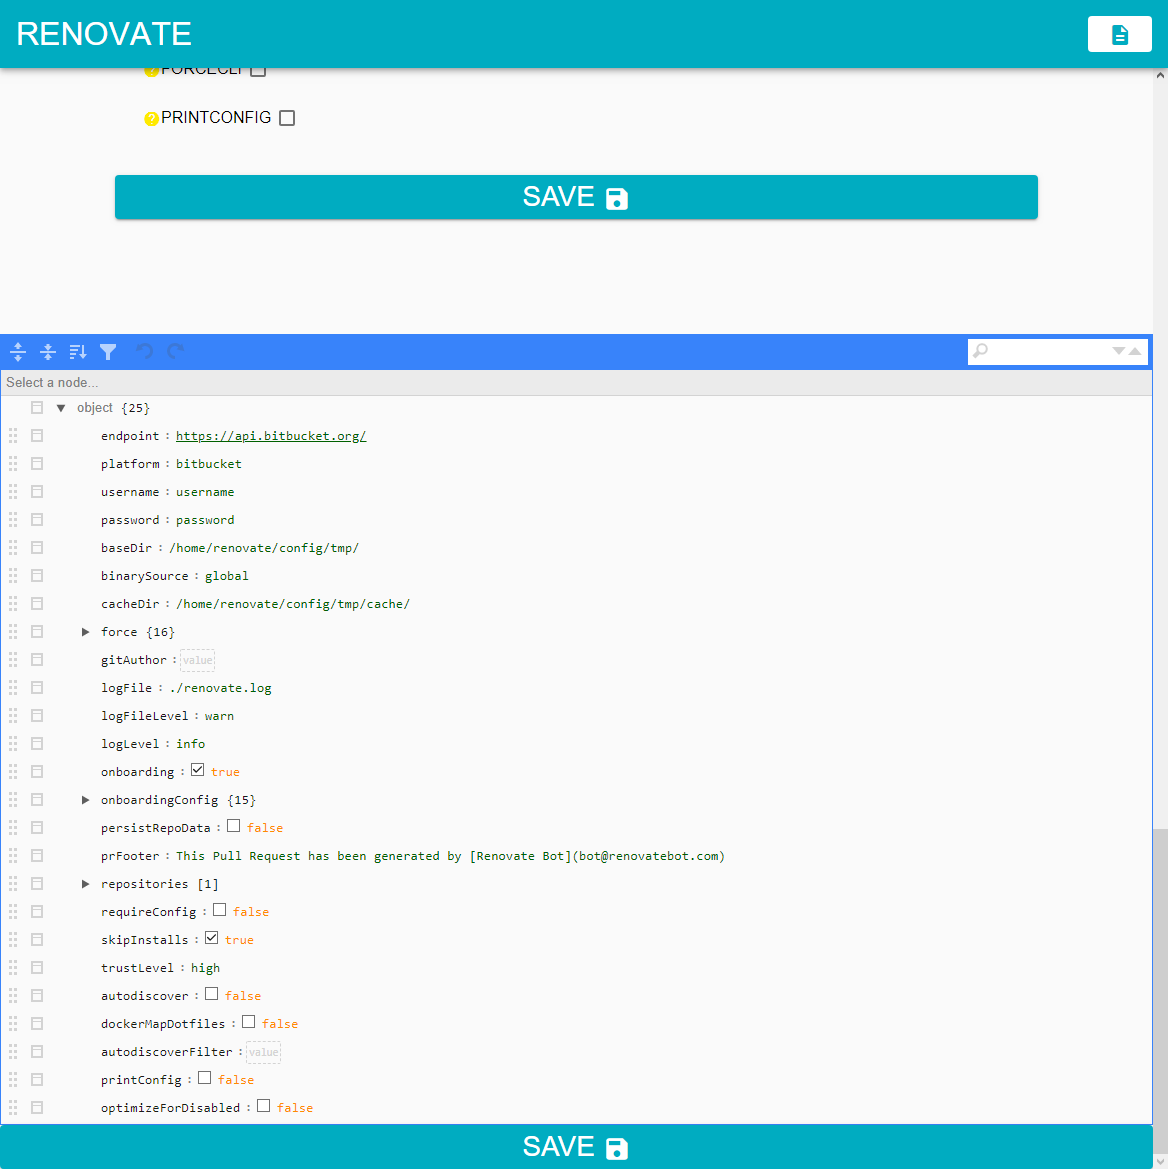 RENOVATE
FORCECLI
PRINTCONFIG
SAVE
Select a node...
object {25}
endpoint : https://api.bitbucket.org/
platform : bitbucket
username : username
password : password
baseDir : /home/renovate/config/tmp/
binarySource : global
cacheDir : /home/renovate/config/tmp/cache/
force {16}
gitAuthor : value
logFile : ./renovate.log
logFileLevel : warn
logLevel : info
onboarding : true
onboardingConfig {15}
persistRepoData : false
prFooter : This Pull Request has been generated by [Renovate Bot](bot@renovatebot.com)
repositories [1]
requireConfig : false
skipInstalls : true
trustLevel : high
autodiscover : false
dockerMapDotfiles : false
autodiscoverFilter : value
printConfig : false
optimizeForDisabled : false
SAVE